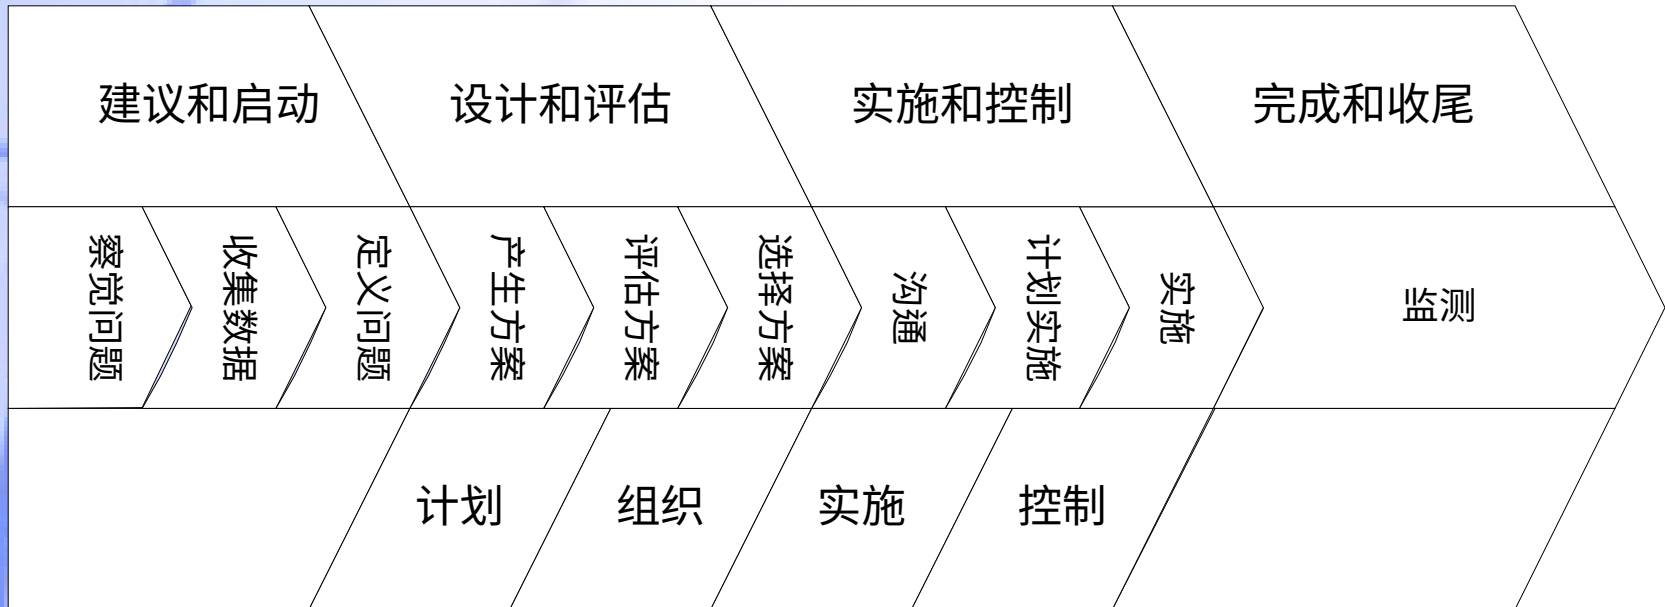 建议和启动
设计和评估
实施和控制
完成和收尾
察觉问题
收集数据
定义问题
产生方案
评估方案
选择方案
沟通
计划实施
实施
监测
计划
组织
实施
控制